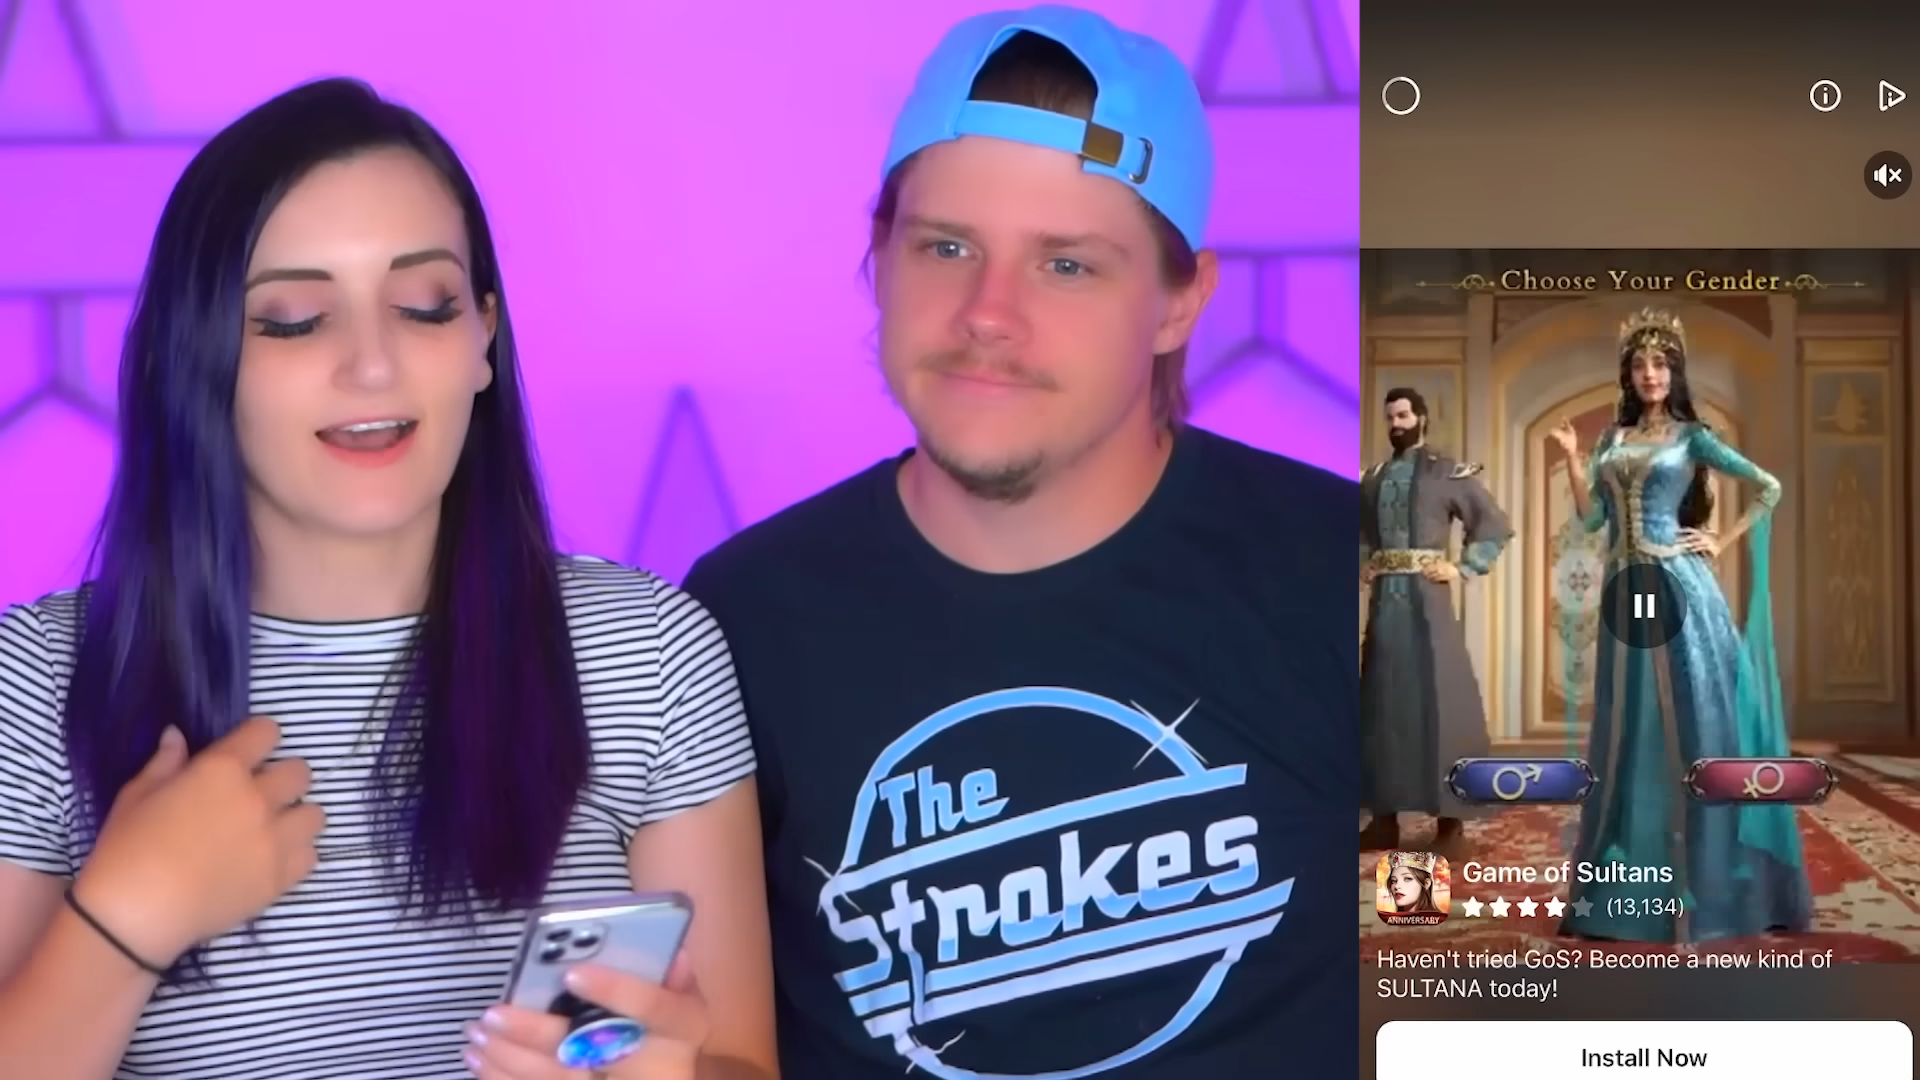 The
Strokes
Choose Your Gender
ANNIVERSARY
Game of Sultans
(13,134)
Haven't tried GoS? Become a new kind of
SULTANA today!
Install Now